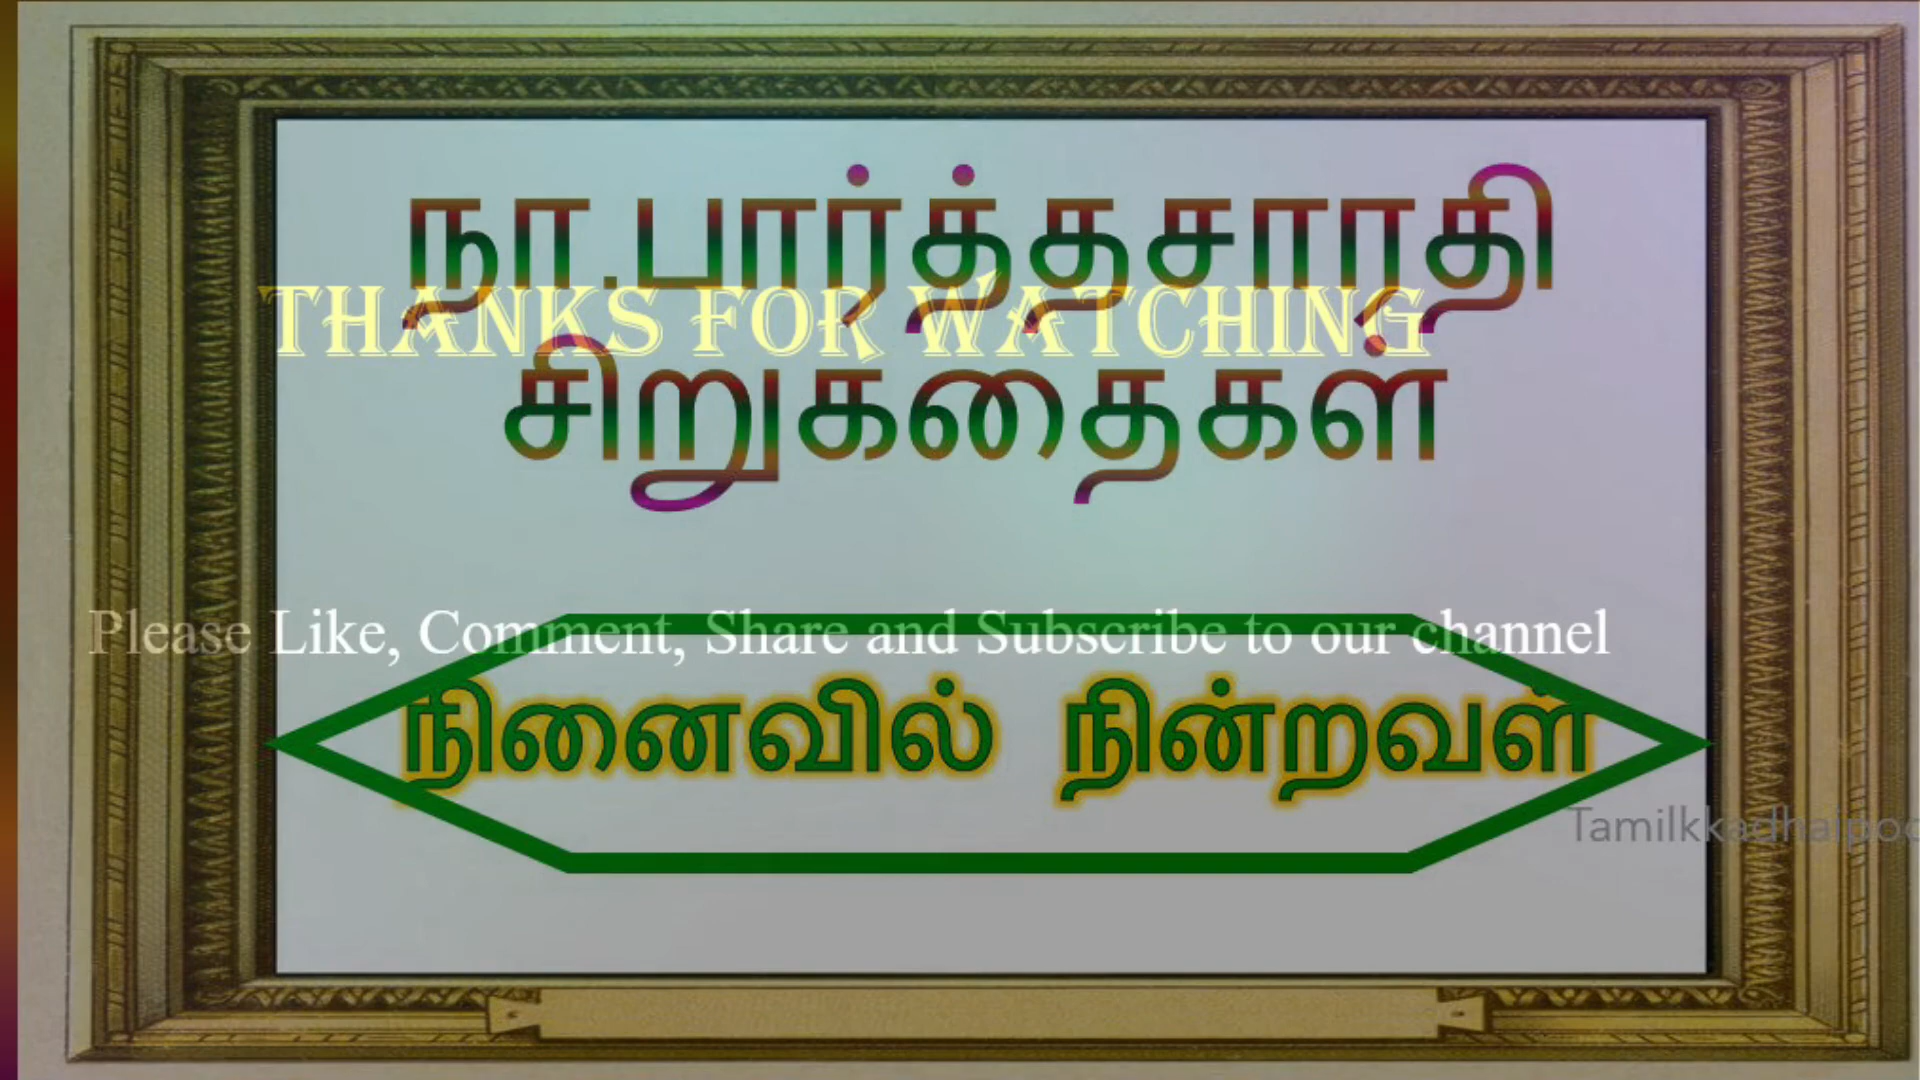 நா.பார்த்தசாரதி
THANKS FOR WATCHING
சிறுகதைகள்
Please Like, Comment, Share and Subscribe to our channel
நினைவில் நின்றவள்